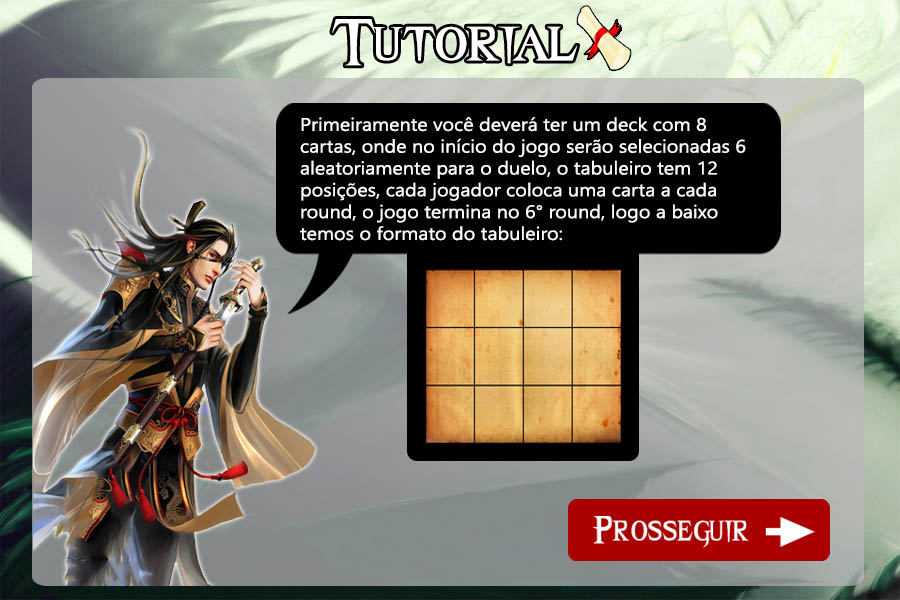 Tutorial
Primeiramente você deverá ter um deck com 8
cartas, onde no início do jogo serão selecionadas 6
aleatoriamente para o duelo, o tabuleiro tem 12
posições, cada jogador coloca uma carta a cada
round, o jogo termina no 6° round, logo a baixo
temos o formato do tabuleiro:
Prosseguir